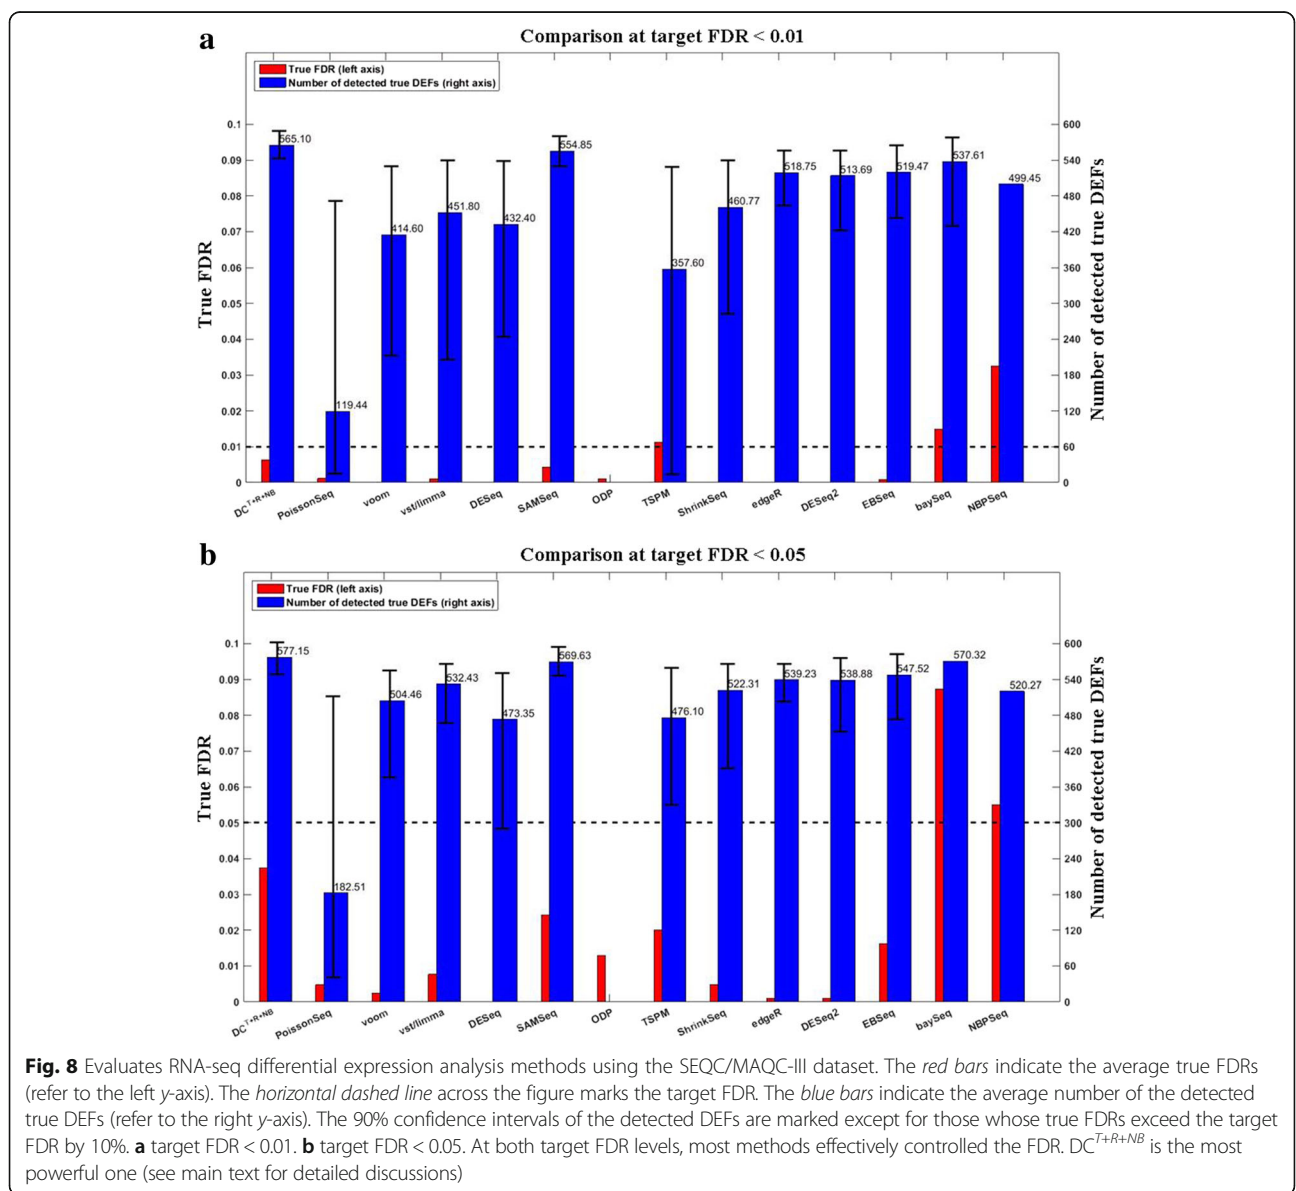 a
Comparison at target FDR < 0.01
True FDR (left axis)
Number of detected true DEFs (right axis)
True FDR
Number of detected true DEFs
0.1
0.09
0.08
0.07
0.06
0.05
0.04
0.03
0.02
0.01
0
600
540
480
420
360
300
240
180
120
60
0
565.10
119.44
414.60
451.80
432.40
554.85
357.60
460.77
518.75
513.69
519.47
537.61
499.45
DC^T+R+NB
PoissonSeq
voom
vst/limma
DESeq
SAMSeq
ODP
TSPM
ShrinkSeq
edgeR
DESeq2
EBSeq
baySeq
NBPSeq
b
Comparison at target FDR < 0.05
True FDR (left axis)
Number of detected true DEFs (right axis)
True FDR
Number of detected true DEFs
0.1
0.09
0.08
0.07
0.06
0.05
0.04
0.03
0.02
0.01
0
600
540
480
420
360
300
240
180
120
60
0
577.15
182.51
504.46
532.43
473.35
569.63
476.10
522.31
539.23
538.88
547.52
570.32
520.27
DC^T+R+NB
PoissonSeq
voom
vst/limma
DESeq
SAMSeq
ODP
TSPM
ShrinkSeq
edgeR
DESeq2
EBSeq
baySeq
NBPSeq
Fig. 8 Evaluates RNA-seq differential expression analysis methods using the SEQC/MAQC-III dataset. The red bars indicate the average true FDRs
(refer to the left y-axis). The horizontal dashed line across the figure marks the target FDR. The blue bars indicate the average number of the detected
true DEFs (refer to the right y-axis). The 90% confidence intervals of the detected DEFs are marked except for those whose true FDRs exceed the target
FDR by 10%. a target FDR < 0.01. b target FDR < 0.05. At both target FDR levels, most methods effectively controlled the FDR. DC^T+R+NB is the most
powerful one (see main text for detailed discussions)